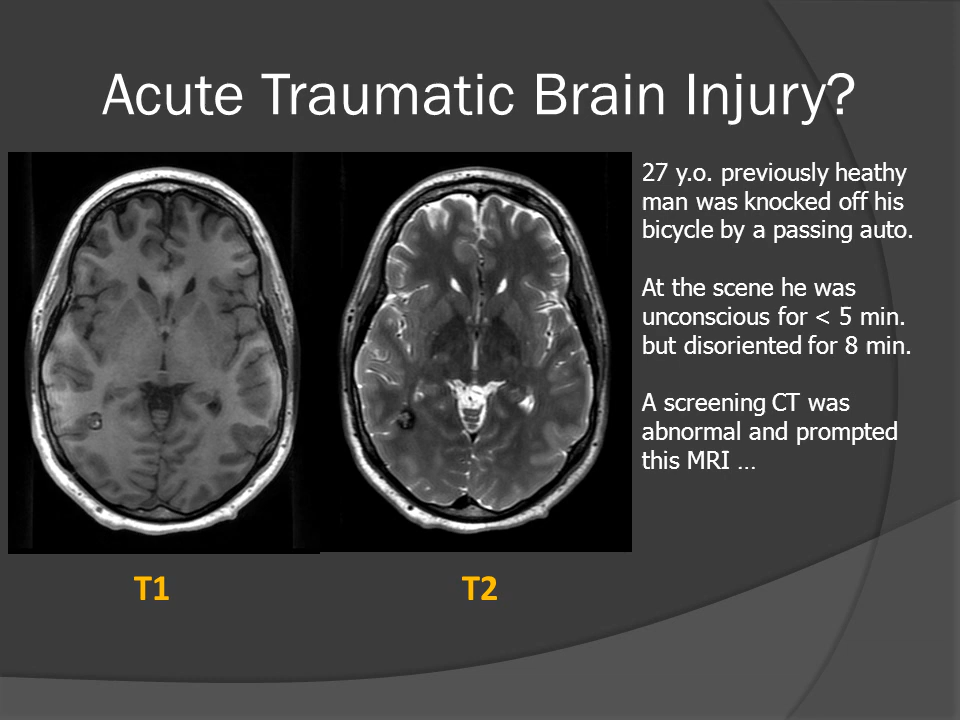 Acute Traumatic Brain Injury?
27 y.o. previously heathy
man was knocked off his
bicycle by a passing auto.
At the scene he was
unconscious for < 5 min.
but disoriented for 8 min.
A screening CT was
abnormal and prompted
this MRI …
T1
T2